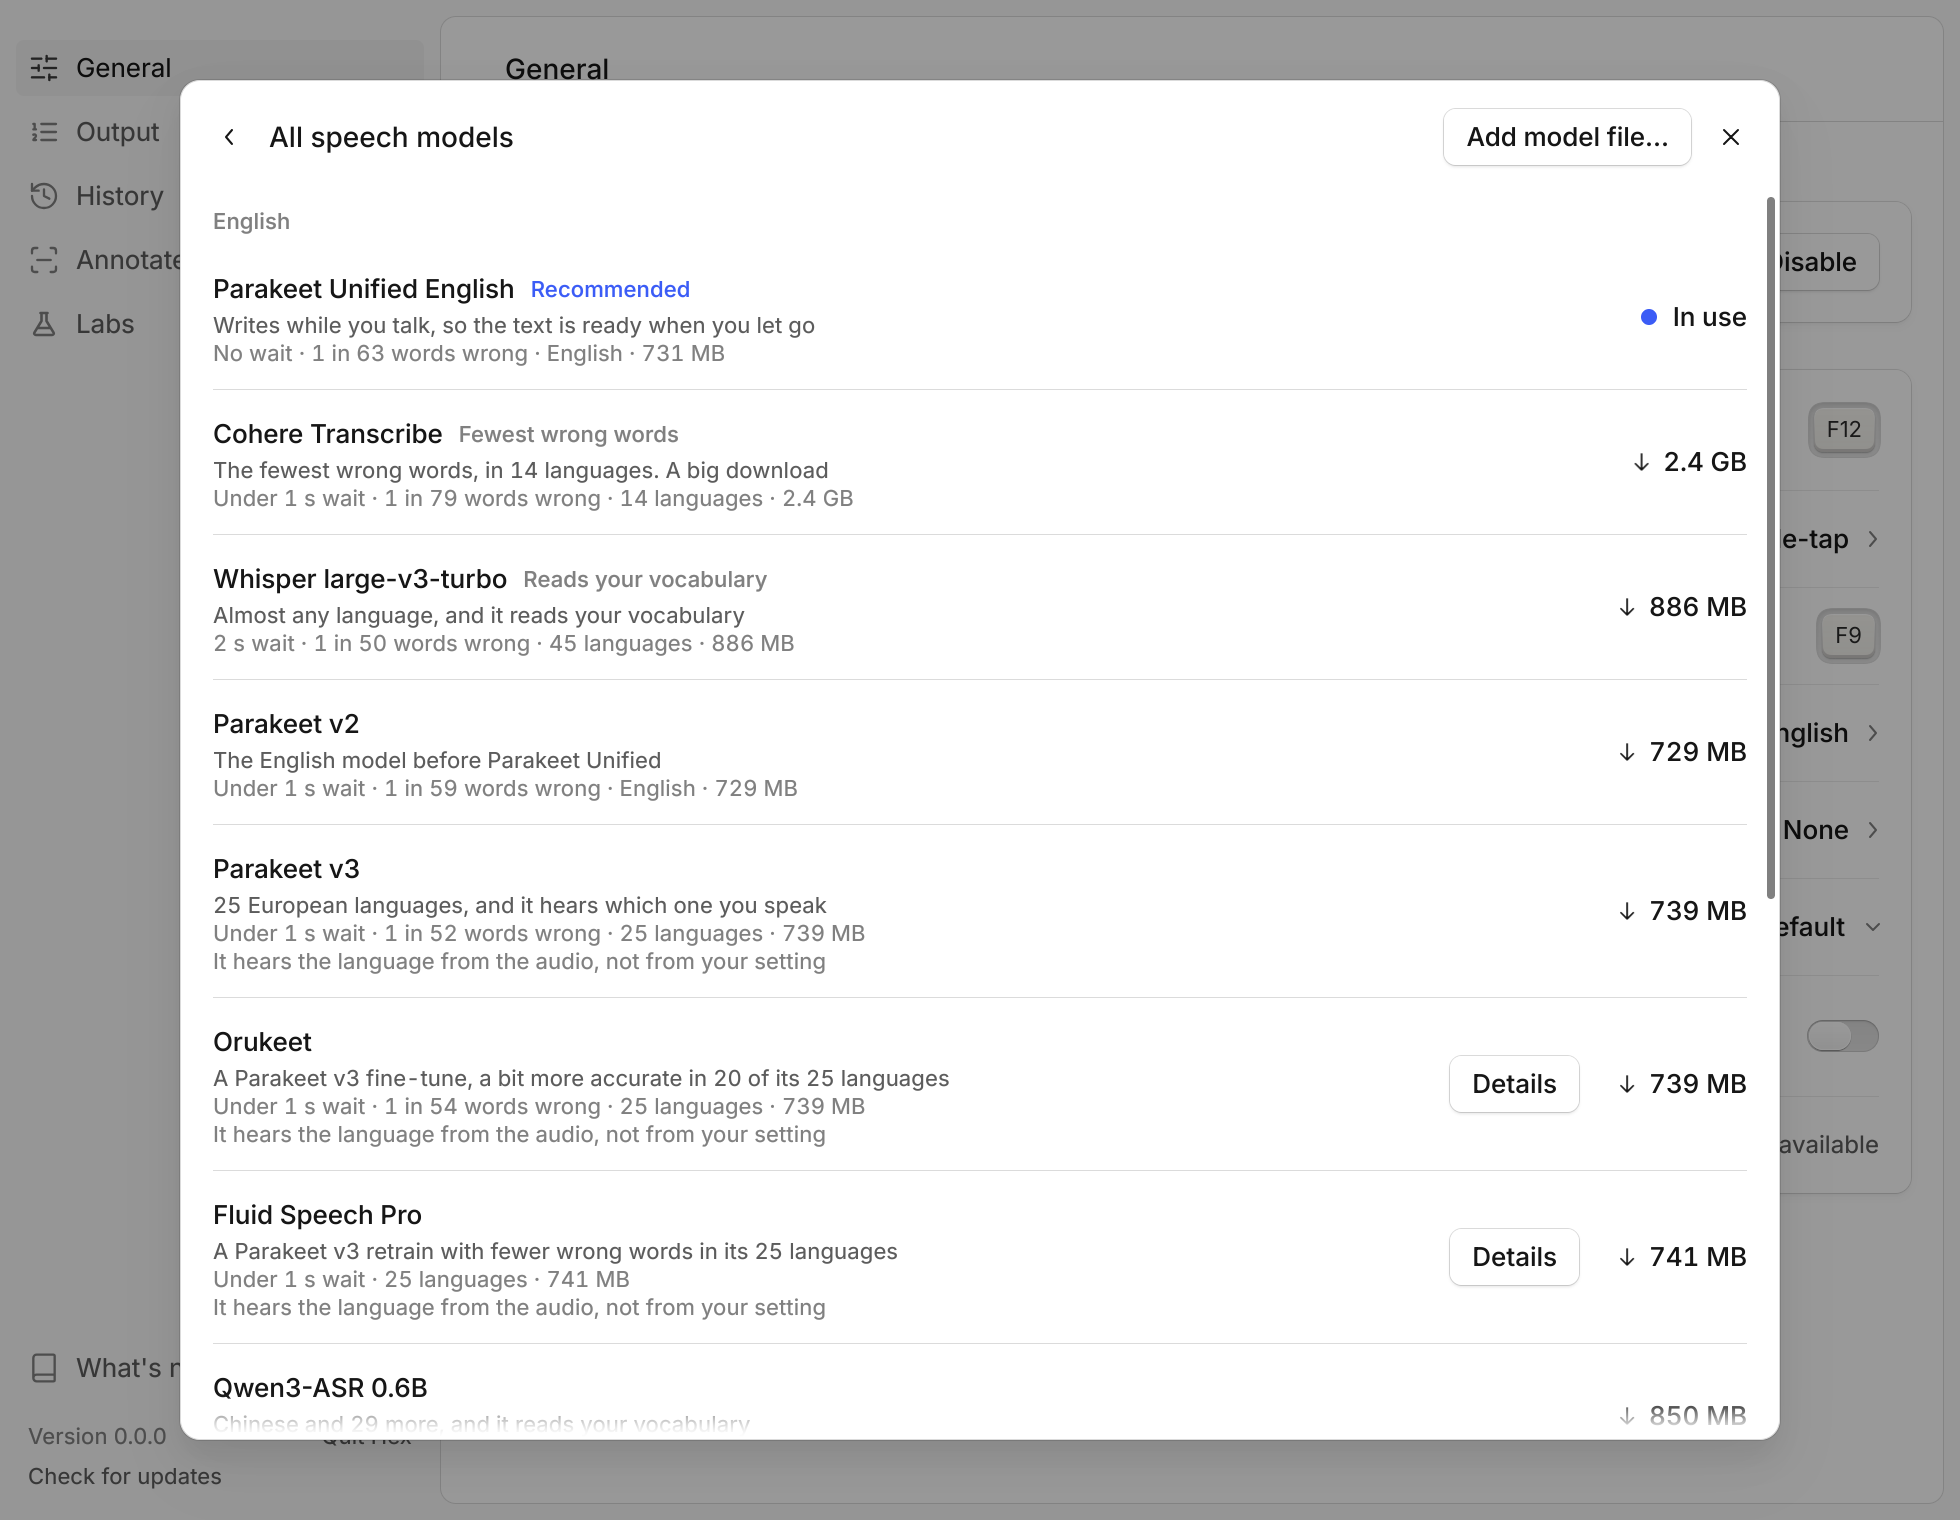 General
Output
History
Annotate
Labs
General
All speech models
Add model file...
English
Parakeet Unified English Recommended
Writes while you talk, so the text is ready when you let go
No wait · 1 in 63 words wrong · English · 731 MB
In use
Cohere Transcribe Fewest wrong words
The fewest wrong words, in 14 languages. A big download
Under 1 s wait · 1 in 79 words wrong · 14 languages · 2.4 GB
2.4 GB
Whisper large-v3-turbo Reads your vocabulary
Almost any language, and it reads your vocabulary
2 s wait · 1 in 50 words wrong · 45 languages · 886 MB
886 MB
Parakeet v2
The English model before Parakeet Unified
Under 1 s wait · 1 in 59 words wrong · English · 729 MB
729 MB
Parakeet v3
25 European languages, and it hears which one you speak
Under 1 s wait · 1 in 52 words wrong · 25 languages · 739 MB
It hears the language from the audio, not from your setting
739 MB
Orukeet
A Parakeet v3 fine-tune, a bit more accurate in 20 of its 25 languages
Under 1 s wait · 1 in 54 words wrong · 25 languages · 739 MB
It hears the language from the audio, not from your setting
Details
739 MB
Fluid Speech Pro
A Parakeet v3 retrain with fewer wrong words in its 25 languages
Under 1 s wait · 25 languages · 741 MB
It hears the language from the audio, not from your setting
Details
741 MB
Qwen3-ASR 0.6B
Chinese and 29 more, and it reads your vocabulary
850 MB
isable
F12
e-tap
F9
nglish
None
efault
available
What's n
Version 0.0.0
Quit Hex
Check for updates